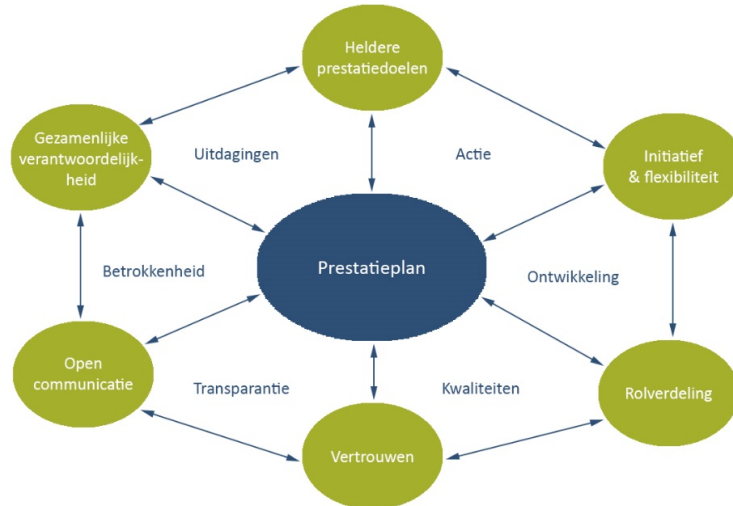 Heldere
prestatiedoelen
Gezamenlijke
verantwoordelijk-
heid
Uitdagingen
Actie
Initiatief
& flexibiliteit
Prestatieplan
Betrokkenheid
Ontwikkeling
Open
communicatie
Transparantie
Kwaliteiten
Rolverdeling
Vertrouwen